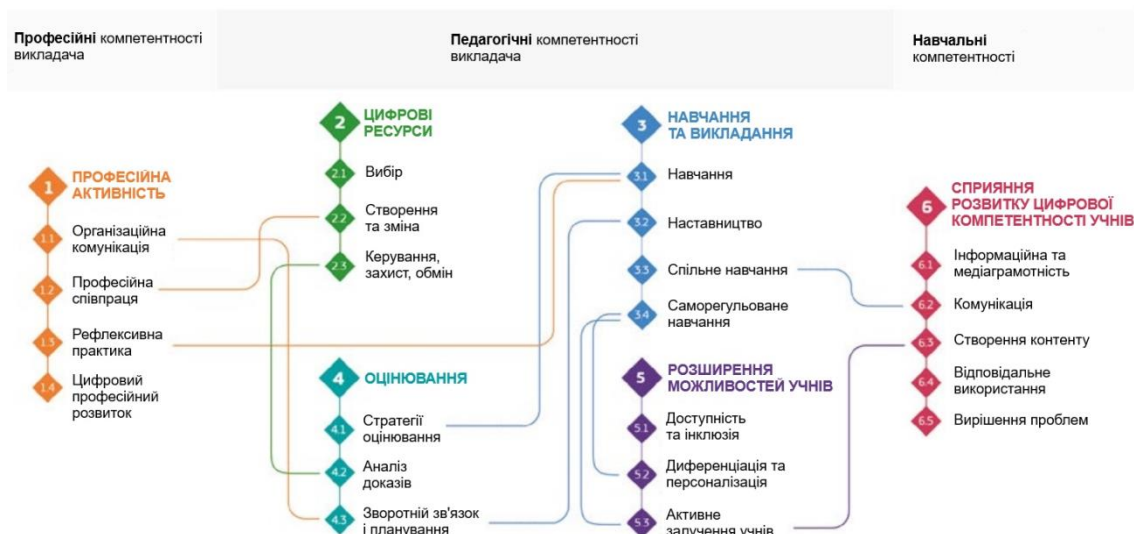 Професійні компетентності
викладача
Педагогічні компетентності
викладача
Навчальні
компетентності
1
ПРОФЕСІЙНА
АКТИВНІСТЬ
1.1
Організаційна
комунікація
1.2
Професійна
співпраця
1.3
Рефлексивна
практика
1.4
Цифровий
професійний
розвиток
2
ЦИФРОВІ
РЕСУРСИ
2.1
Вибір
2.2
Створення
та зміна
2.3
Керування,
захист, обмін
4
ОЦІНЮВАННЯ
4.1
Стратегії
оцінювання
4.2
Аналіз
доказів
4.3
Зворотній зв'язок
і планування
3
НАВЧАННЯ
ТА ВИКЛАДАННЯ
3.1
Навчання
3.2
Наставництво
3.3
Спільне навчання
3.4
Саморегульоване
навчання
5
РОЗШИРЕННЯ
МОЖЛИВОСТЕЙ УЧНІВ
5.1
Доступність
та інклюзія
5.2
Диференціація та
персоналізація
5.3
Активне
залучення учнів
6
СПРИЯННЯ
РОЗВИТКУ ЦИФРОВОЇ
КОМПЕТЕНТНОСТІ УЧНІВ
6.1
Інформаційна та
медіаграмотність
6.2
Комунікація
6.3
Створення контенту
6.4
Відповідальне
використання
6.5
Вирішення проблем